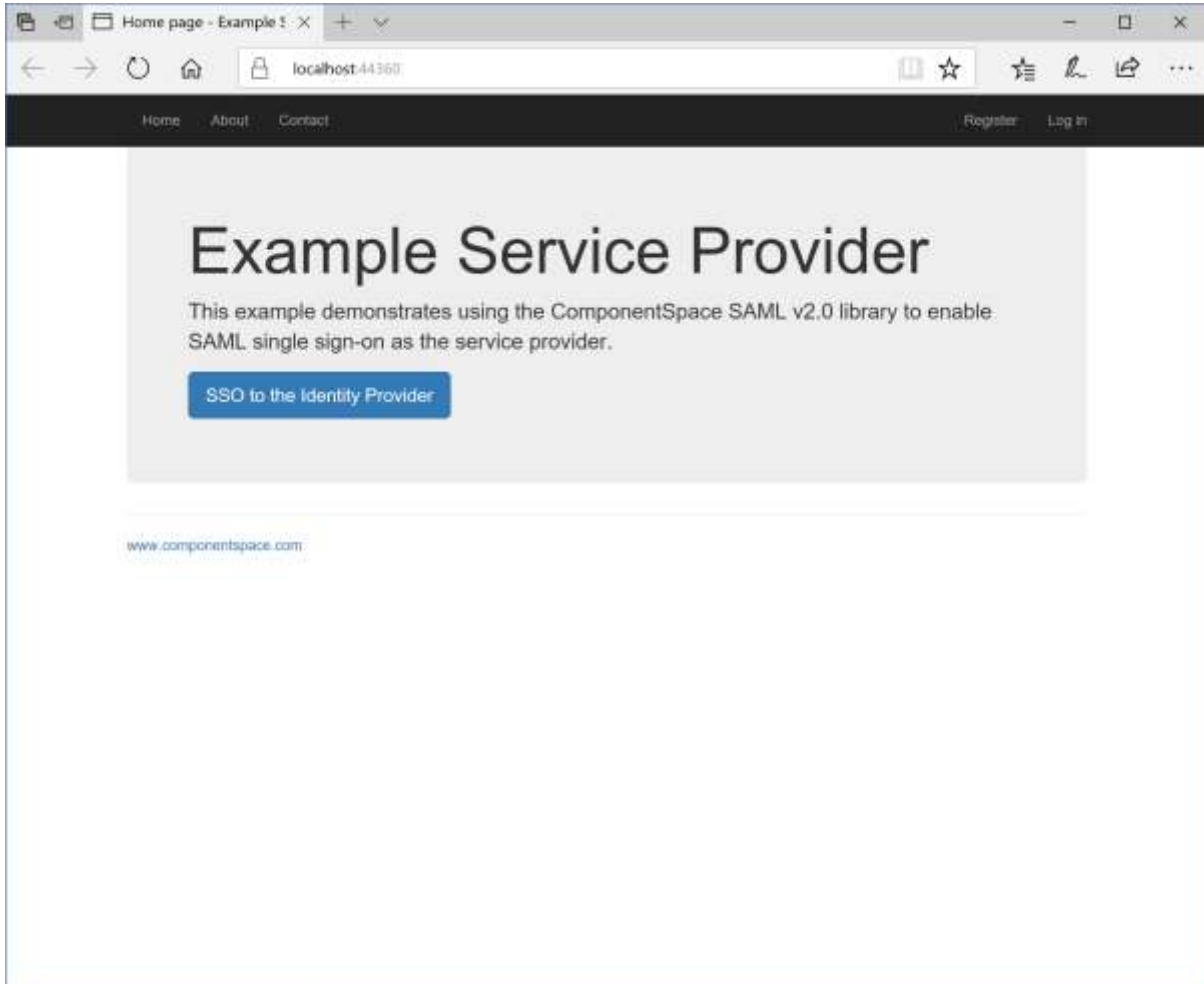 Home page - Example S
localhost:44360
Home About Contact Register Log in
Example Service Provider
This example demonstrates using the ComponentSpace SAML v2.0 library to enable
SAML single sign-on as the service provider.
SSO to the Identity Provider
www.componentspace.com